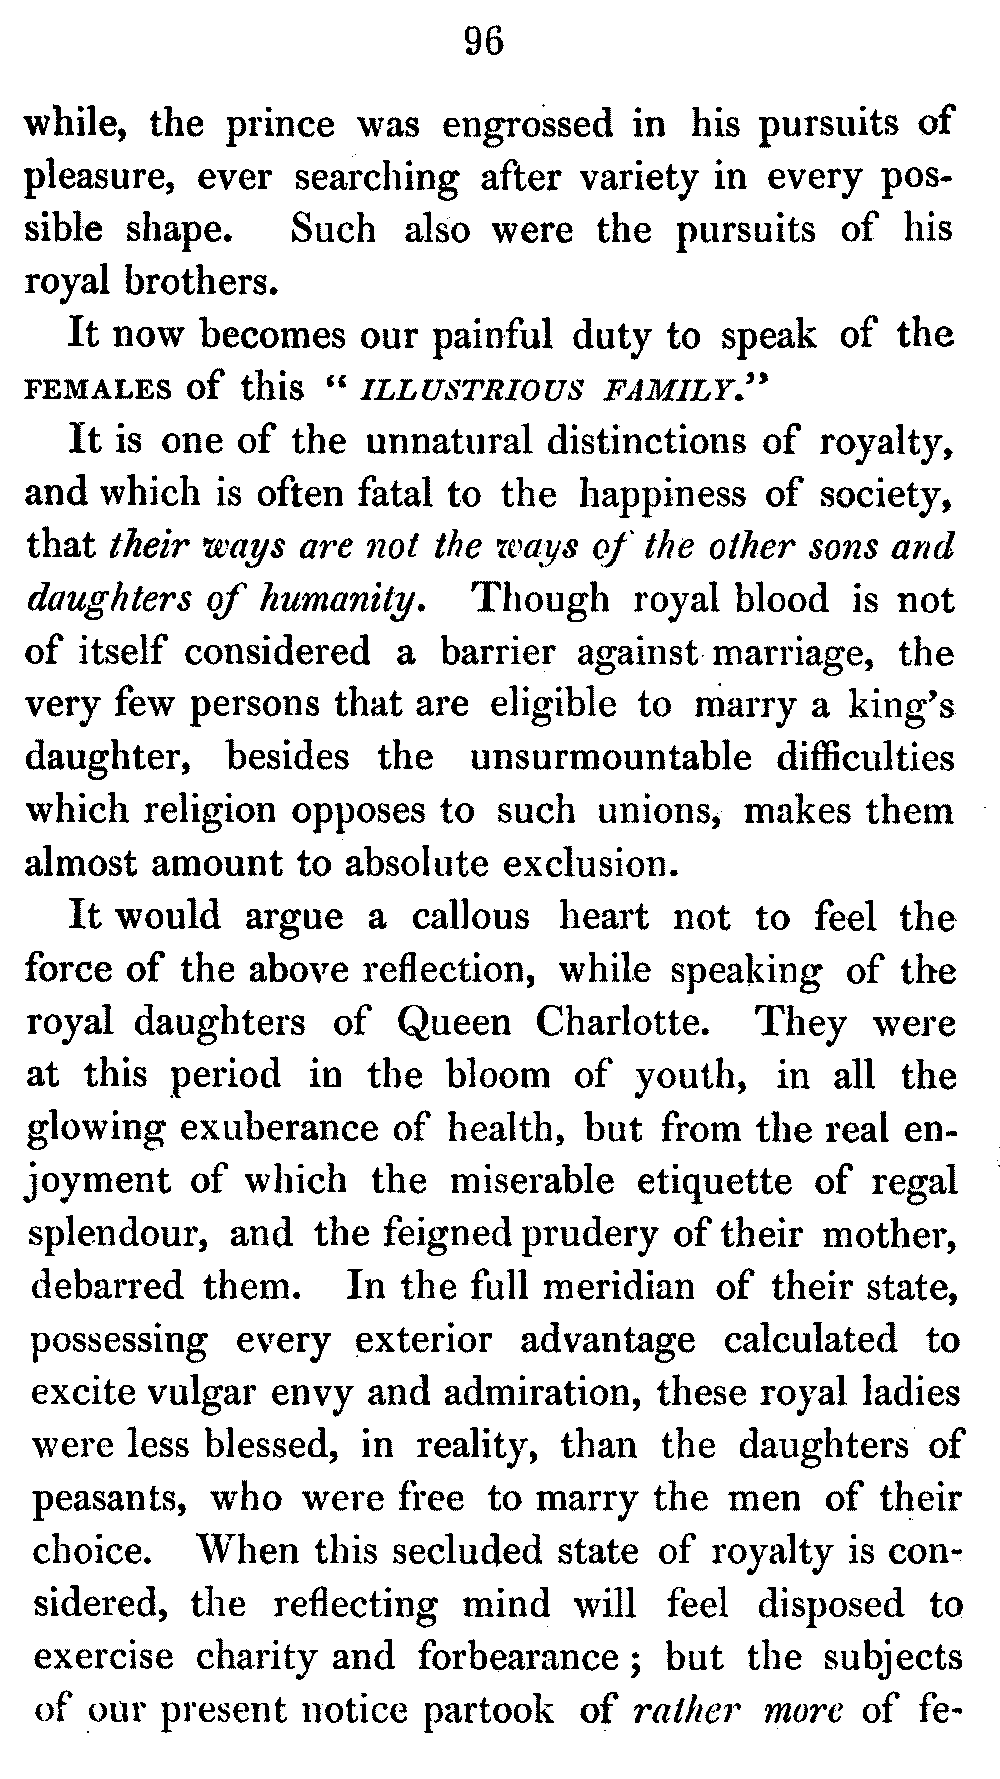 96
while, the prince was engrossed in his pursuits of
pleasure, ever searching after variety in every pos-
sible shape. Such also were the pursuits of his
royal brothers.
It now becomes our painful duty to speak of the
FEMALES of this “ ILLUSTRIOUS FAMILY.”
It is one of the unnatural distinctions of royalty,
and which is often fatal to the happiness of society,
that their ways are not the ways of the other sons and
daughters of humanity. Though royal blood is not
of itself considered a barrier against marriage, the
very few persons that are eligible to marry a king's
daughter, besides the unsurmountable difficulties
which religion opposes to such unions, makes them
almost amount to absolute exclusion.
It would argue a callous heart not to feel the
force of the above reflection, while speaking of the
royal daughters of Queen Charlotte. They were
at this period in the bloom of youth, in all the
glowing exuberance of health, but from the real en-
joyment of which the miserable etiquette of regal
splendour, and the feigned prudery of their mother,
debarred them. In the full meridian of their state,
possessing every exterior advantage calculated to
excite vulgar envy and admiration, these royal ladies
were less blessed, in reality, than the daughters of
peasants, who were free to marry the men of their
choice. When this secluded state of royalty is con-
sidered, the reflecting mind will feel disposed to
exercise charity and forbearance ; but the subjects
of our present notice partook of rather more of fe-